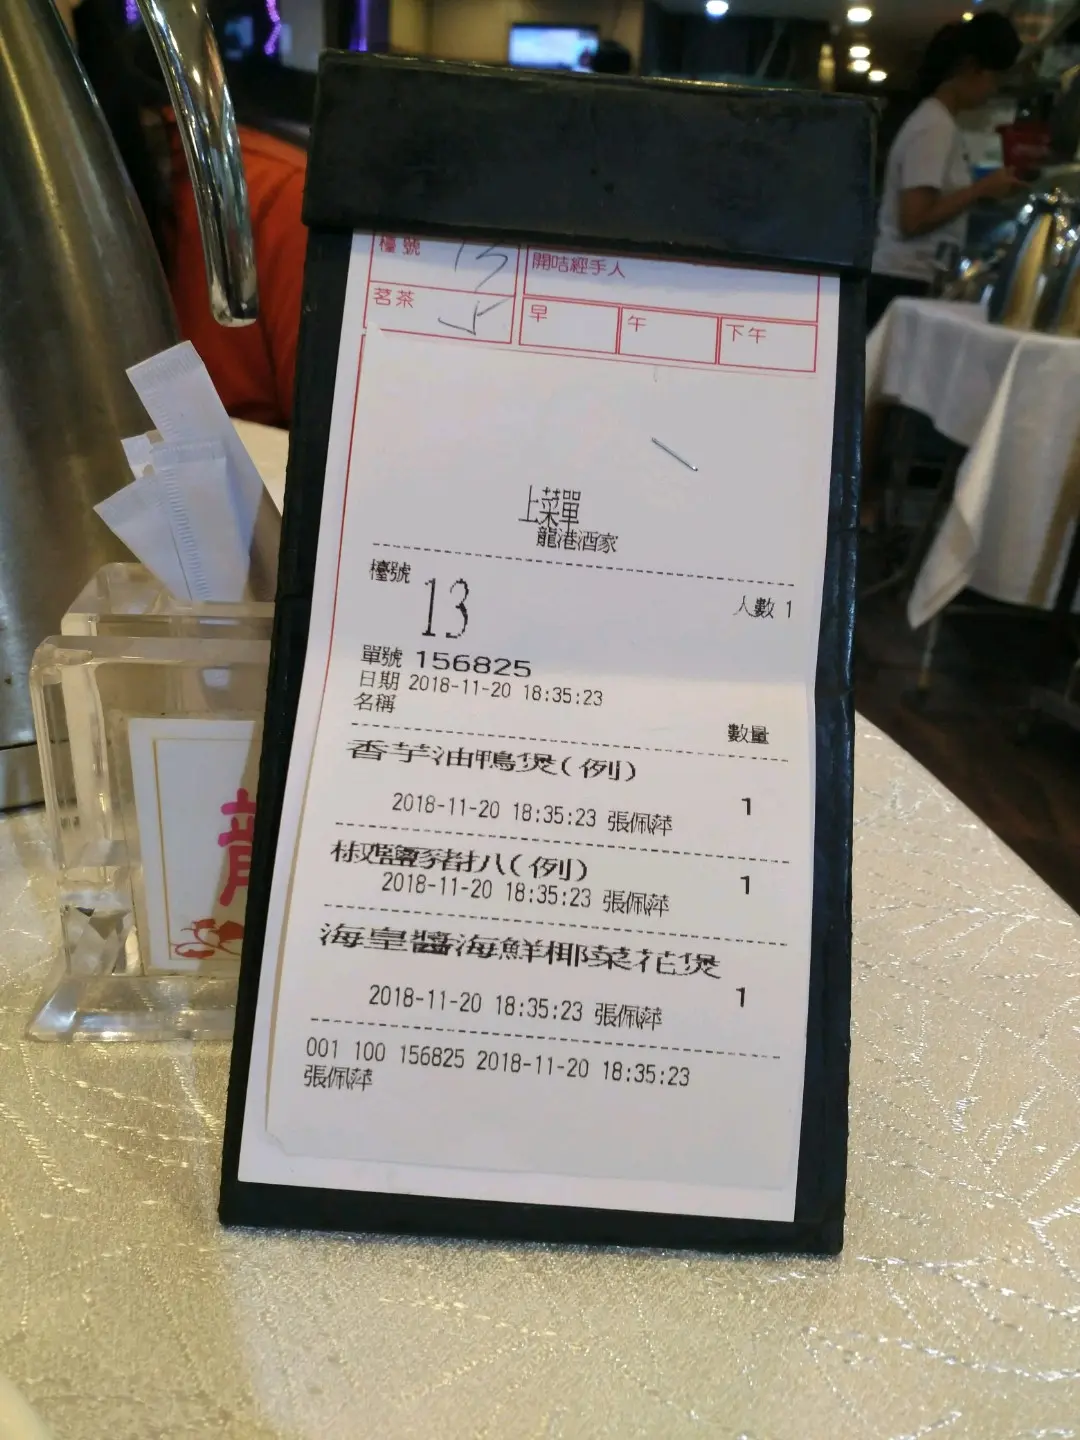 檯號 13
開咭經手人
茗茶
早
午
下午
上菜單
龍港酒家
檯號 13
人數 1
單號 156825
日期 2018-11-20 18:35:23
名稱 數量
香芋油鴨煲(例)
1
2018-11-20 18:35:23 張佩萍
椒鹽豬扒(例)
1
2018-11-20 18:35:23 張佩萍
海皇醬海鮮椰菜花煲
1
2018-11-20 18:35:23 張佩萍
001 100 156825 2018-11-20 18:35:23
張佩萍